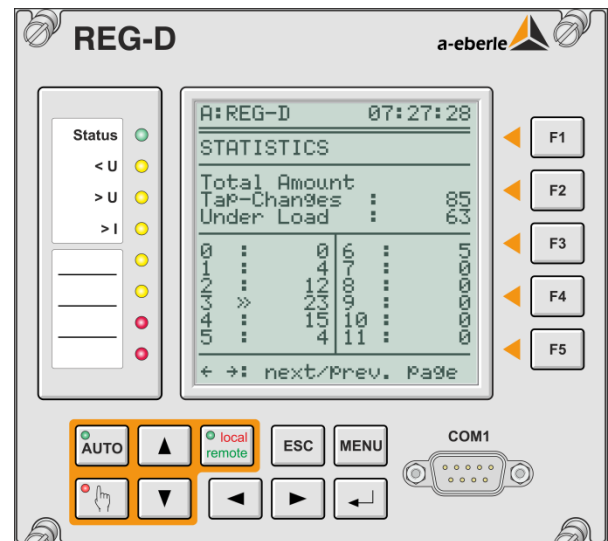 REG-D
a-eberle
Status
< U
> U
> I
A:REG-D 07:27:28
STATISTICS
Total Amount
Tap-Changes : 85
Under Load : 63
0 : 0 6 : 5
1 : 4 7 : 0
2 : 12 8 : 0
3 » 23 9 : 0
4 : 15 10 : 0
5 : 4 11 : 0
← →: next/prev. page
F1
F2
F3
F4
F5
AUTO
local
remote
ESC
MENU
COM1